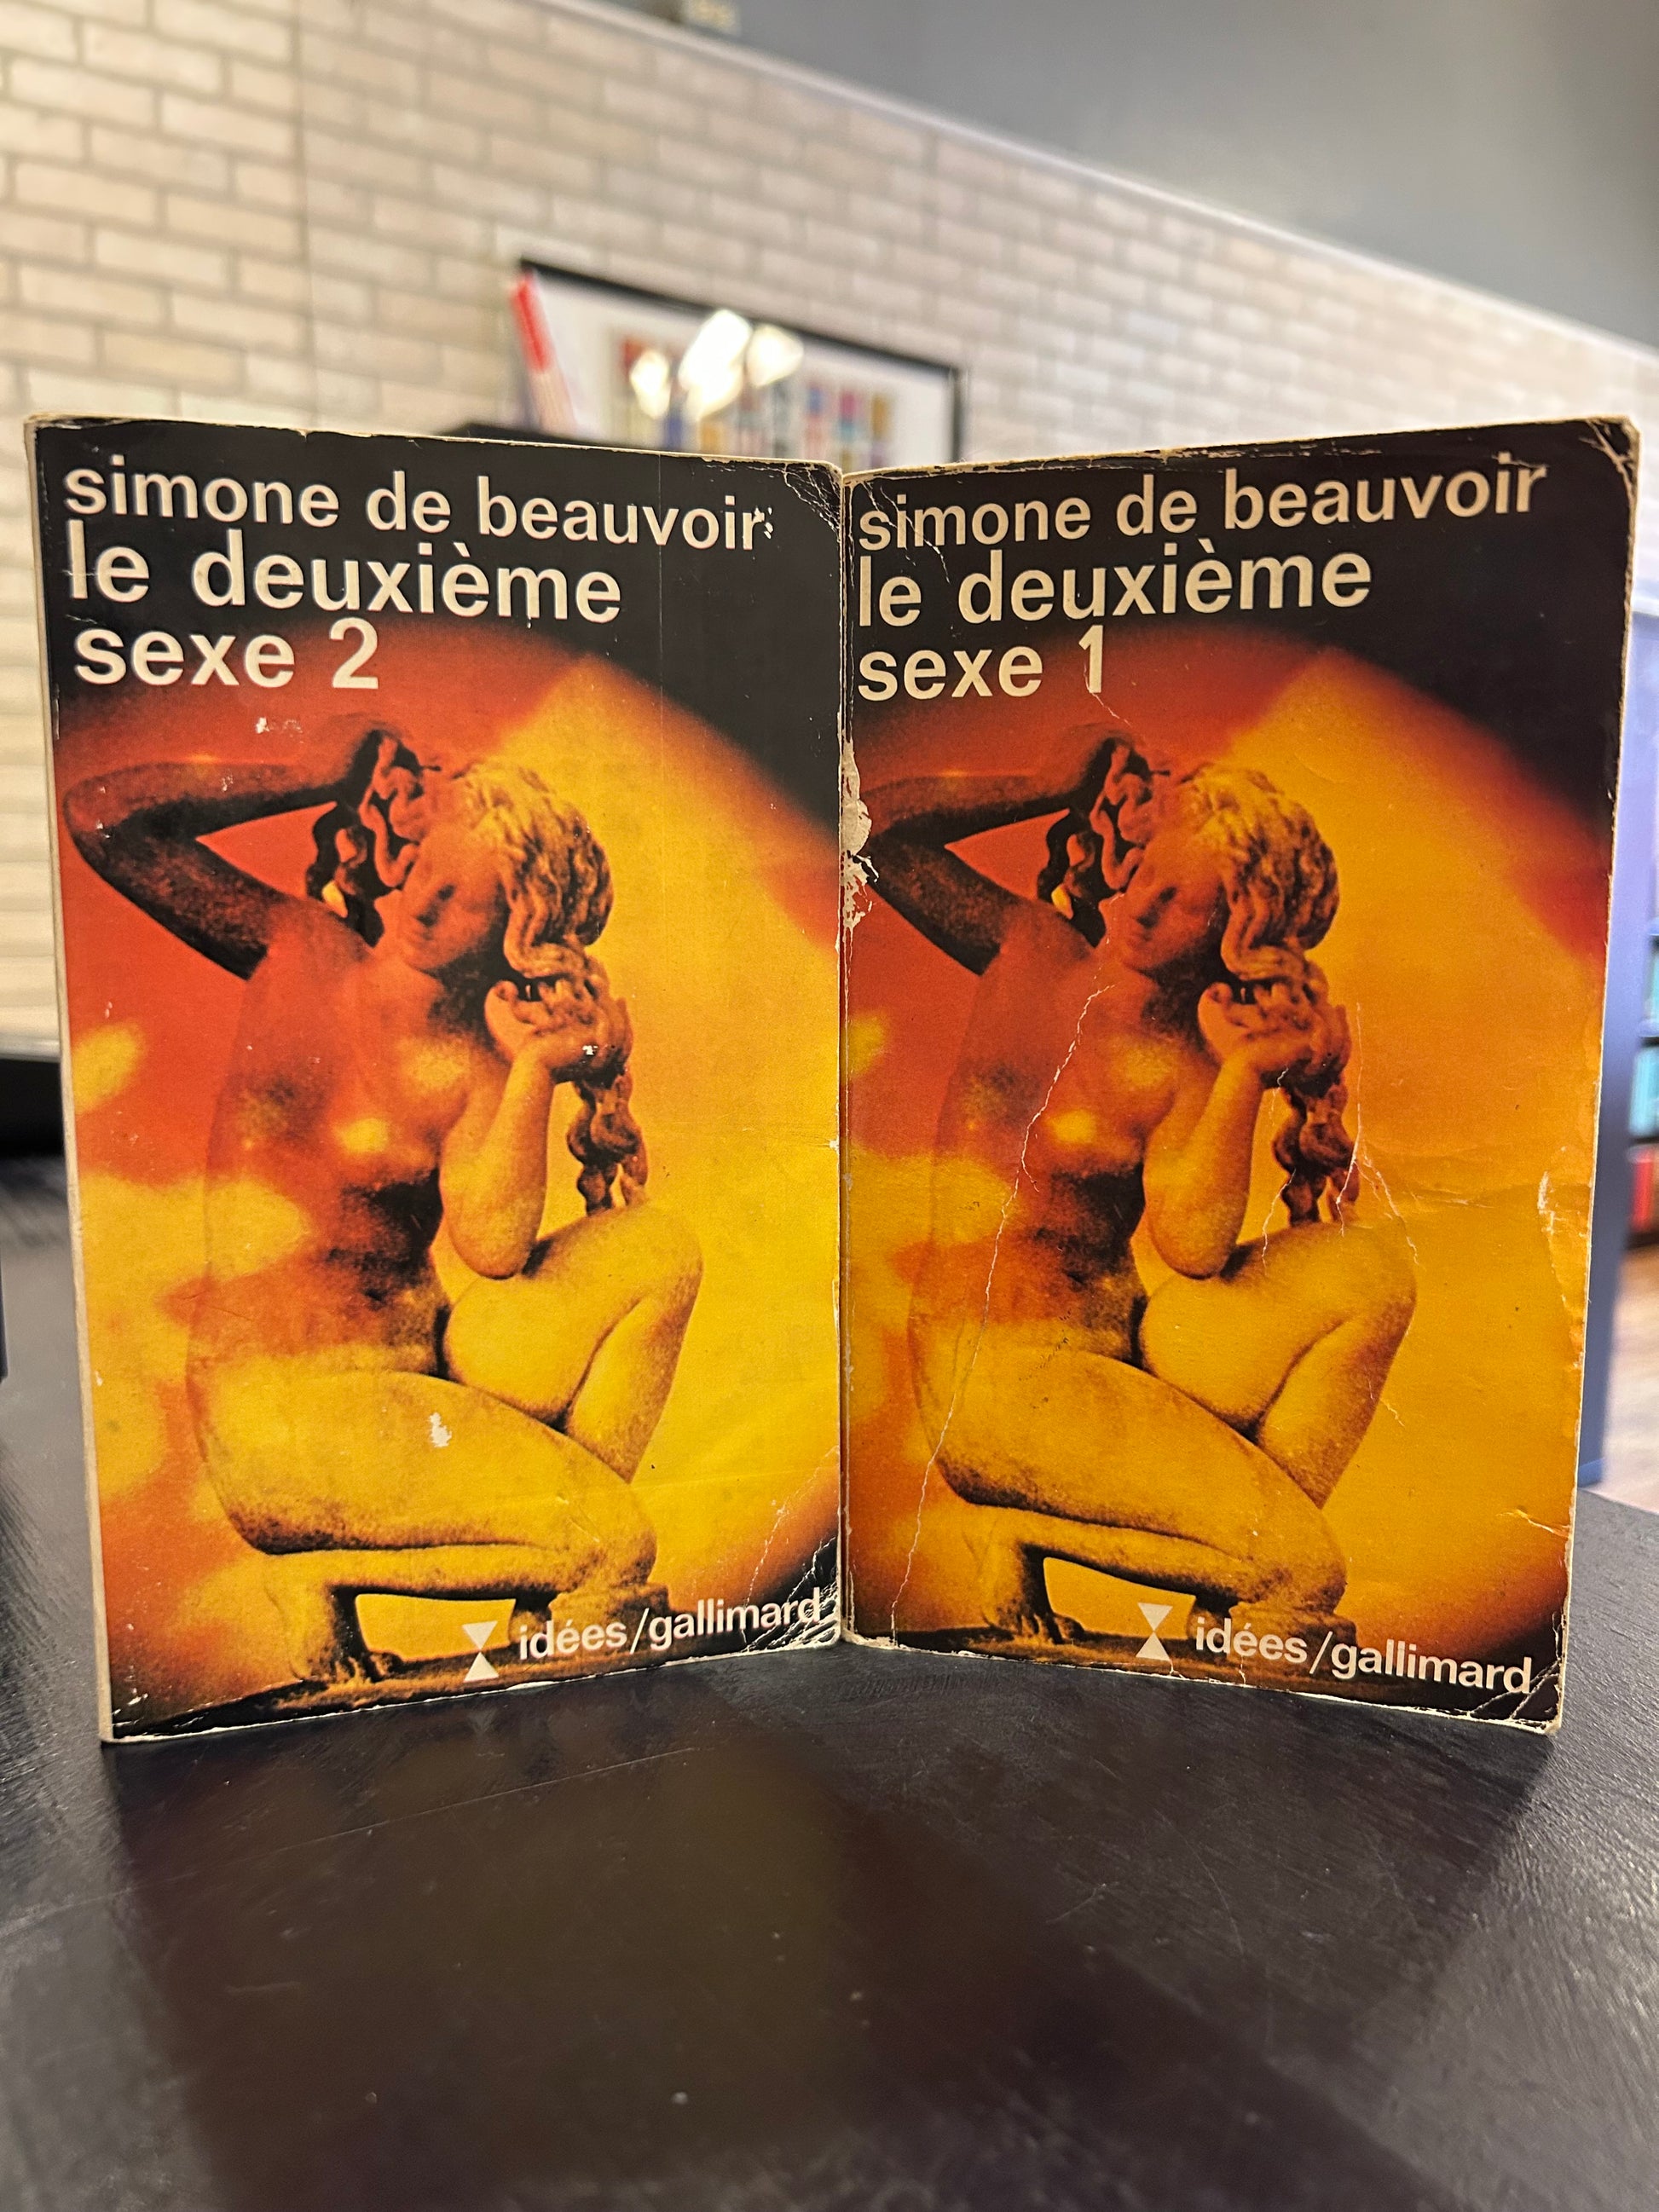 simone de beauvoir
le deuxième
sexe 2
idées/gallimard
simone de beauvoir
le deuxième
sexe 1
idées/gallimard